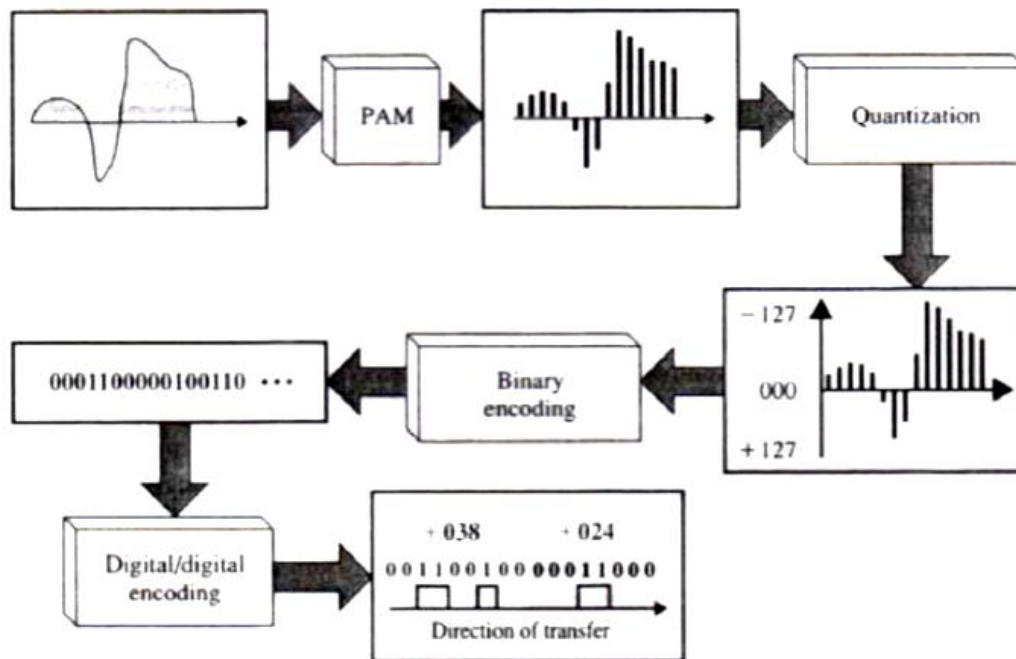 PAM
Quantization
− 127
000
+ 127
Binary
encoding
0001100000100110 ···
Digital/digital
encoding
+ 038 + 024
0 0 1 1 0 0 1 0 0 0 0 0 1 1 0 0 0
Direction of transfer